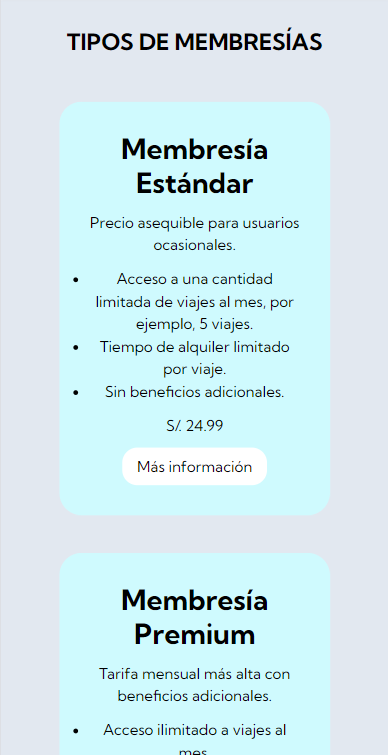 TIPOS DE MEMBRESÍAS
Membresía
Estándar
Precio asequible para usuarios
ocasionales.
• Acceso a una cantidad
limitada de viajes al mes, por
ejemplo, 5 viajes.
• Tiempo de alquiler limitado
por viaje.
• Sin beneficios adicionales.
S/. 24.99
Más información
Membresía
Premium
Tarifa mensual más alta con
beneficios adicionales.
• Acceso ilimitado a viajes al
mes